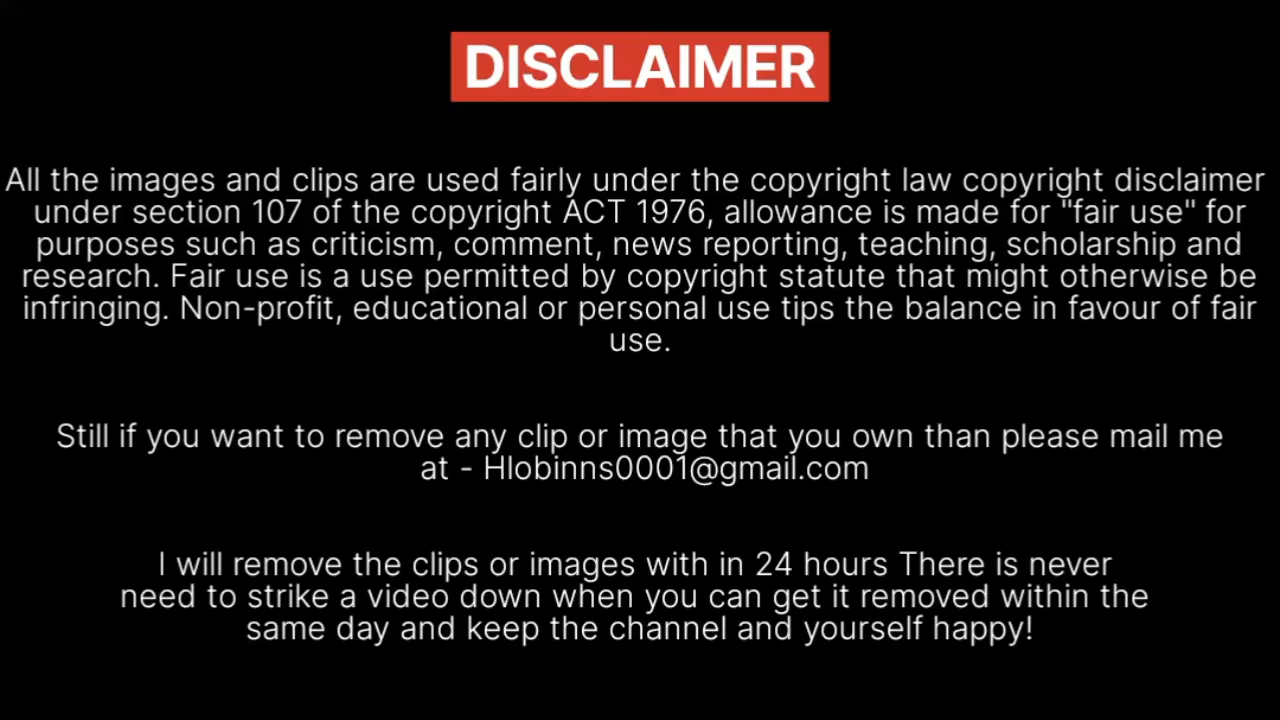 DISCLAIMER
All the images and clips are used fairly under the copyright law copyright disclaimer
under section 107 of the copyright ACT 1976, allowance is made for "fair use" for
purposes such as criticism, comment, news reporting, teaching, scholarship and
research. Fair use is a use permitted by copyright statute that might otherwise be
infringing. Non-profit, educational or personal use tips the balance in favour of fair
use.
Still if you want to remove any clip or image that you own than please mail me
at - Hlobinns0001@gmail.com
I will remove the clips or images with in 24 hours There is never
need to strike a video down when you can get it removed within the
same day and keep the channel and yourself happy!